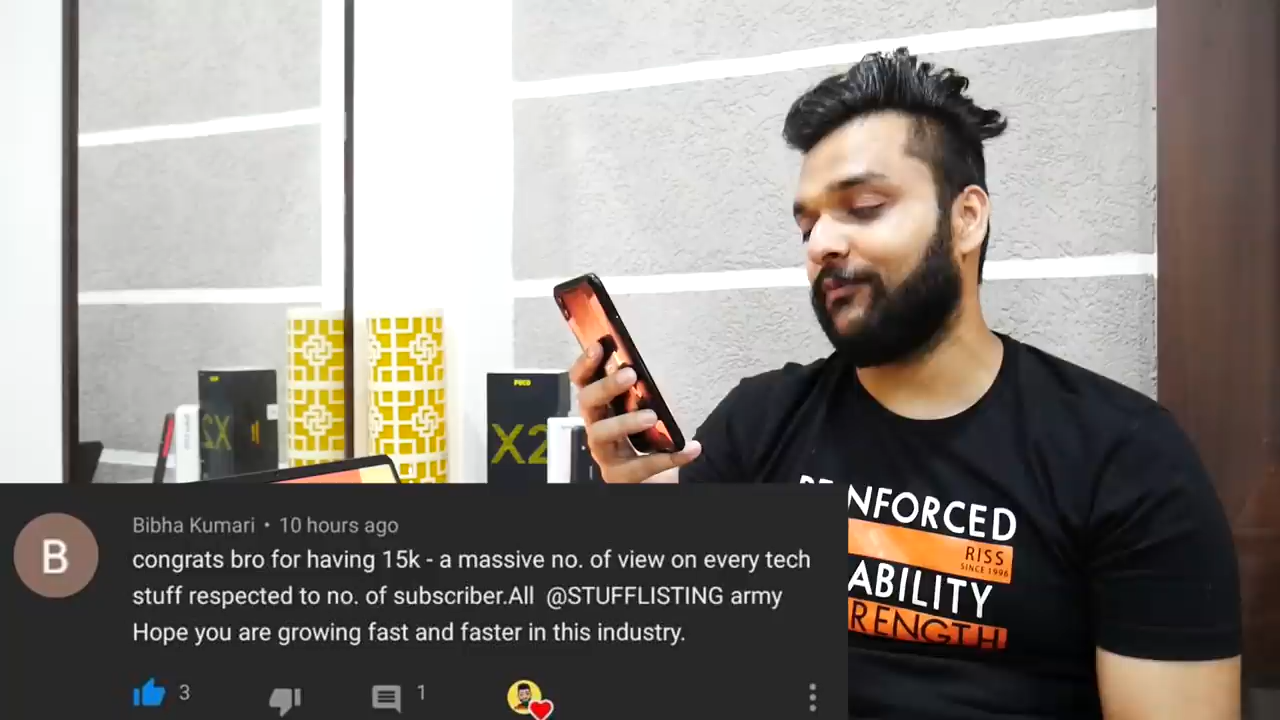 POCO
X2
Bibha Kumari • 10 hours ago
congrats bro for having 15k - a massive no. of view on every tech
stuff respected to no. of subscriber.All @STUFFLISTING army
Hope you are growing fast and faster in this industry.
3
1
B
NFORCED
RISS
SINCE 1996
ABILITY
RENGTH